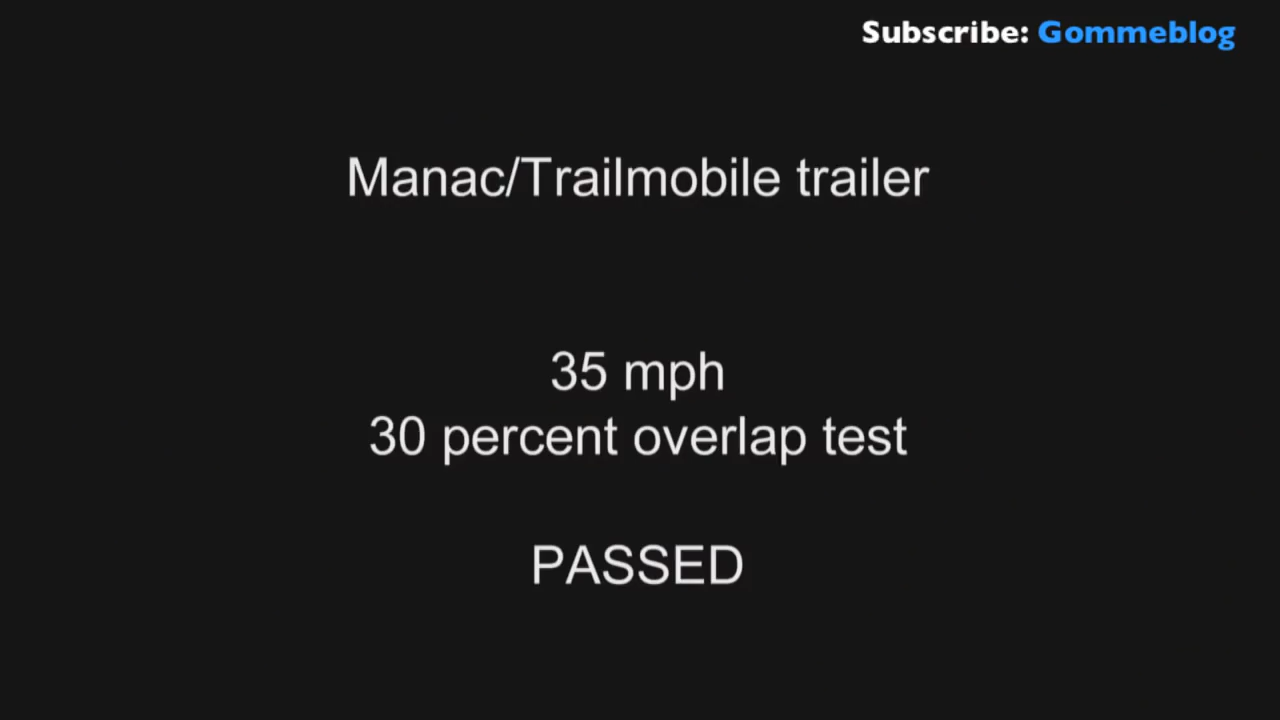 Subscribe: Gommeblog
Manac/Trailmobile trailer
35 mph
30 percent overlap test
PASSED